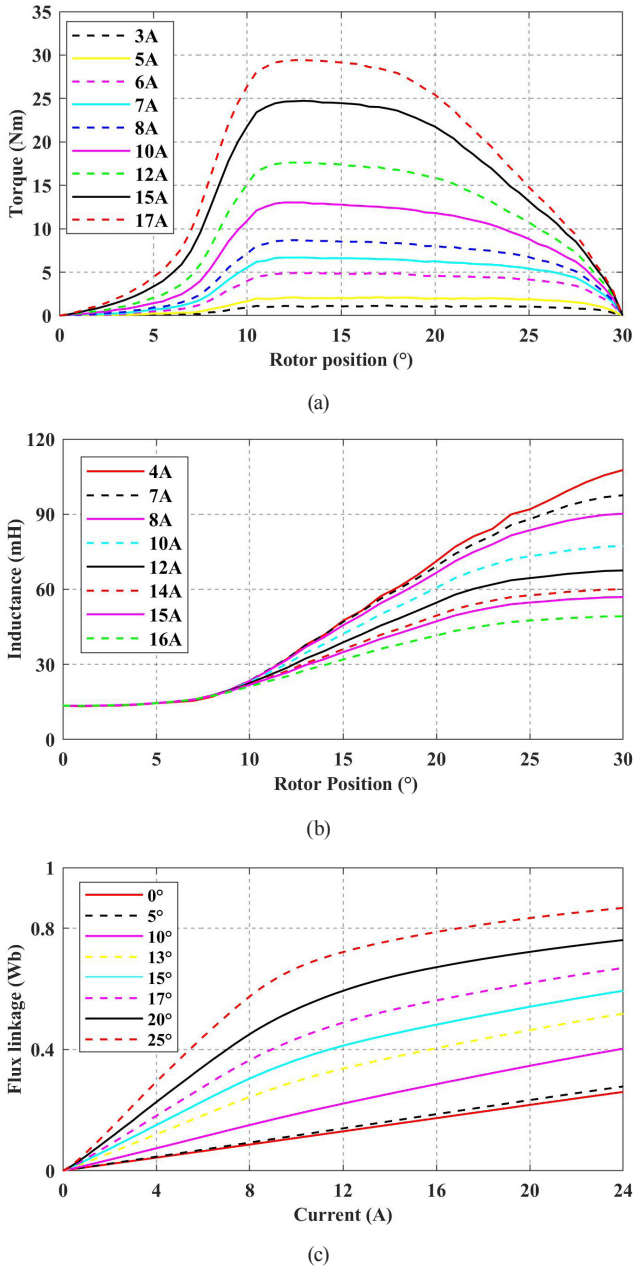 35
30
25
20
15
10
5
0
Torque (Nm)
3A
5A
6A
7A
8A
10A
12A
15A
17A
0 5 10 15 20 25 30
Rotor position (°)
(a)
120
90
60
30
0
Inductance (mH)
4A
7A
8A
10A
12A
14A
15A
16A
0 5 10 15 20 25 30
Rotor Position (°)
(b)
1
0.8
0.4
0
Flux linkage (Wb)
0°
5°
10°
13°
15°
17°
20°
25°
0 4 8 12 16 20 24
Current (A)
(c)